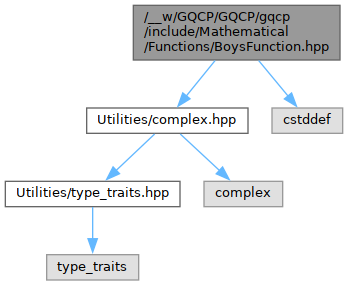 /__w/GQCP/GQCP/gqcp
/include/Mathematical
/Functions/BoysFunction.hpp
Utilities/complex.hpp
cstddef
Utilities/type_traits.hpp
complex
type_traits